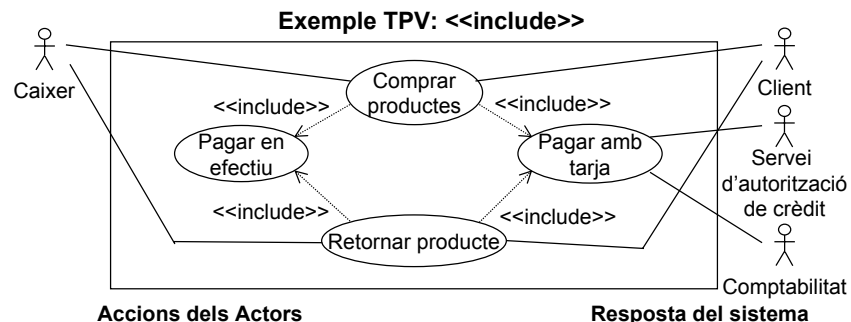 Exemple TPV: <<include>>
Caixer
Comprar
productes
Client
<<include>>
<<include>>
Pagar en
efectiu
Pagar amb
tarja
Servei
d'autorització
de crèdit
<<include>>
<<include>>
Retornar producte
Comptabilitat
Accions dels Actors
Resposta del sistema